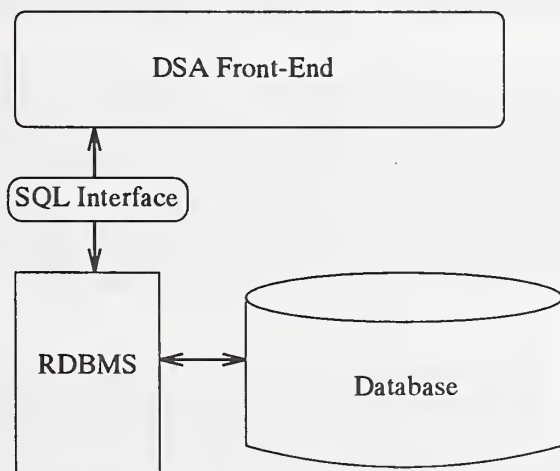 DSA Front-End
SQL Interface
RDBMS
Database